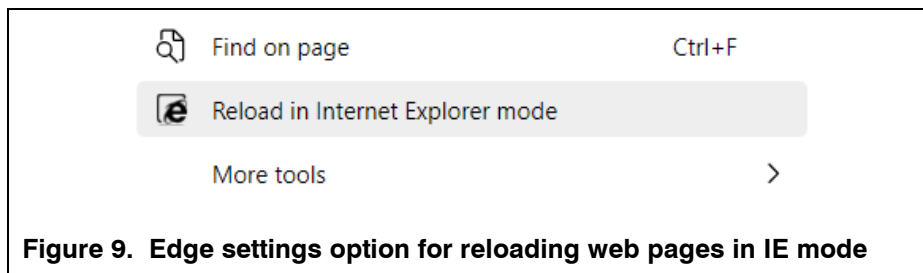 Find on page Ctrl+F
Reload in Internet Explorer mode
More tools
Figure 9. Edge settings option for reloading web pages in IE mode